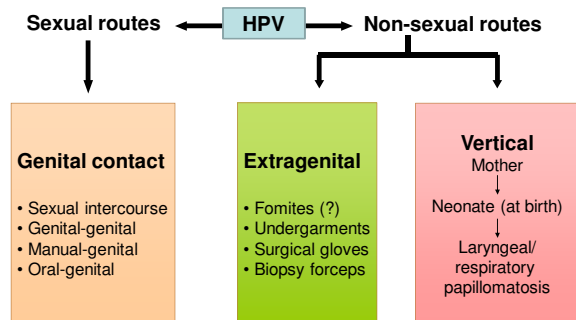 Sexual routes
HPV
Non-sexual routes
Genital contact
• Sexual intercourse
• Genital-genital
• Manual-genital
• Oral-genital
Extragenital
• Fomites (?)
• Undergarments
• Surgical gloves
• Biopsy forceps
Vertical
Mother
Neonate (at birth)
Laryngeal/
respiratory
papillomatosis